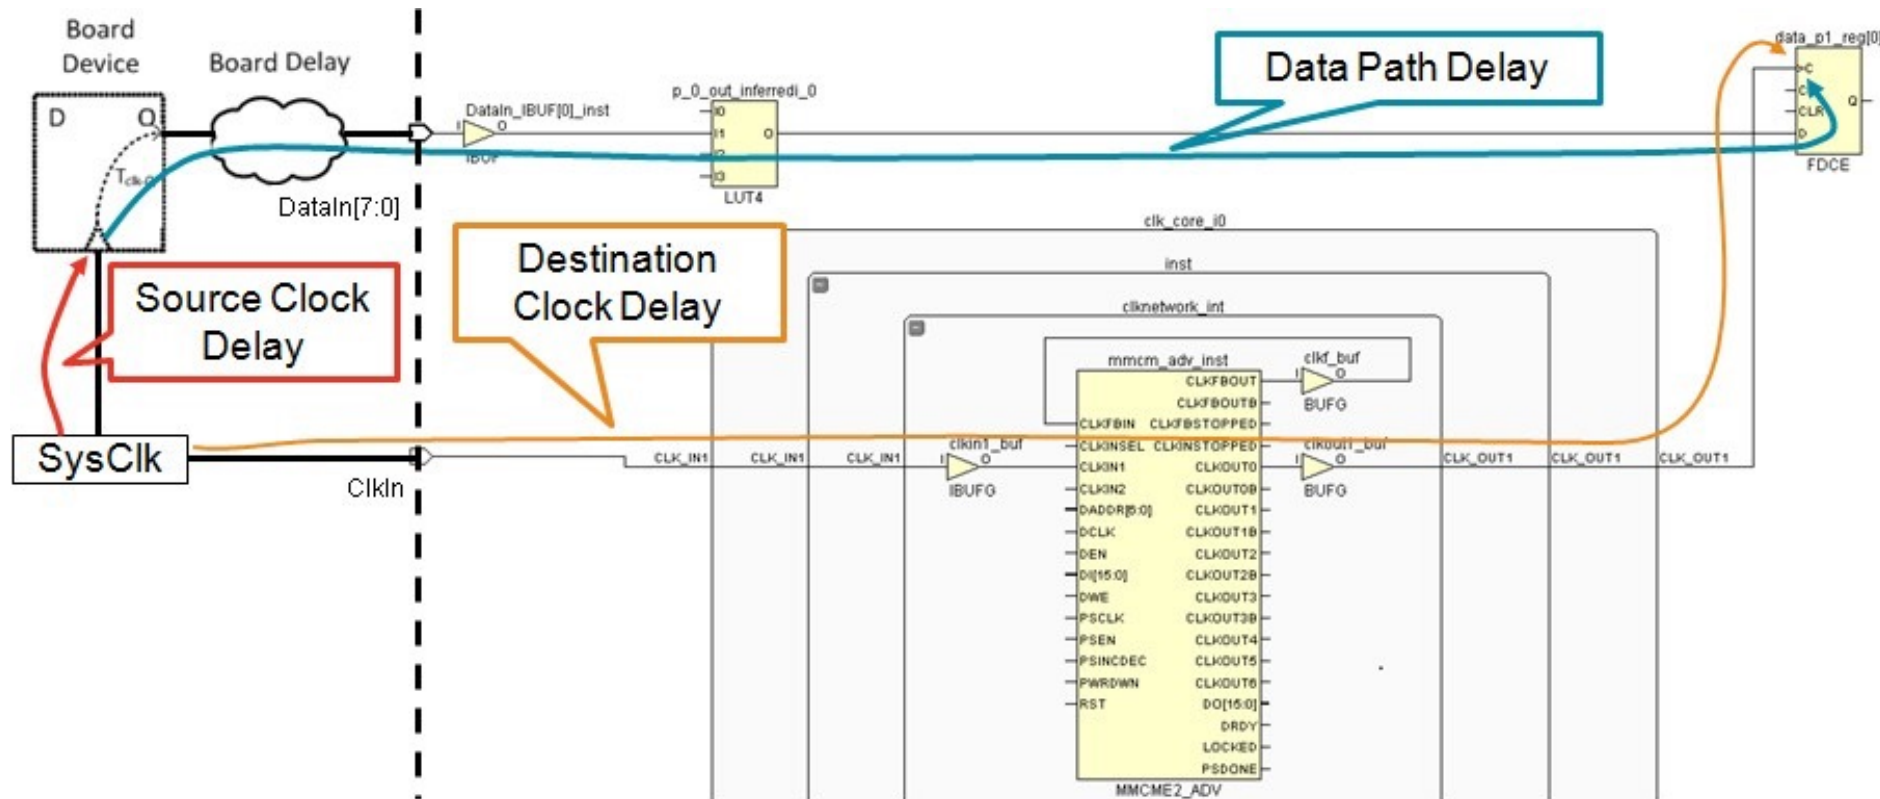 Board
Device
Board Delay
D
Q
Tclk-Q
DataIn[7:0]
DataIn_IBUF[0]_inst
I
O
IBUF
p_0_out_inferredi_0
I0
I1
I2
I3
O
LUT4
Data Path Delay
data_p1_reg[0]
C
CLR
D
Q
FDCE
Source Clock
Delay
Destination
Clock Delay
SysClk
ClkIn
clk_core_i0
inst
clknetwork_int
CLK_IN1
CLK_IN1
CLK_IN1
clkin1_buf
I
O
IBUFG
mmcm_adv_inst
CLKFBIN
CLKINSEL
CLKIN1
CLKIN2
DADDR[6:0]
DCLK
DEN
DI[15:0]
DWE
PSCLK
PSEN
PSINCDEC
PWRDWN
RST
CLKFBOUT
CLKFBOUTB
CLKFBSTOPPED
CLKINSTOPPED
CLKOUT0
CLKOUT0B
CLKOUT1
CLKOUT1B
CLKOUT2
CLKOUT2B
CLKOUT3
CLKOUT3B
CLKOUT4
CLKOUT5
CLKOUT6
DO[15:0]
DRDY
LOCKED
PSDONE
MMCME2_ADV
clkf_buf
I
O
BUFG
clkout1_buf
I
O
BUFG
CLK_OUT1
CLK_OUT1
CLK_OUT1